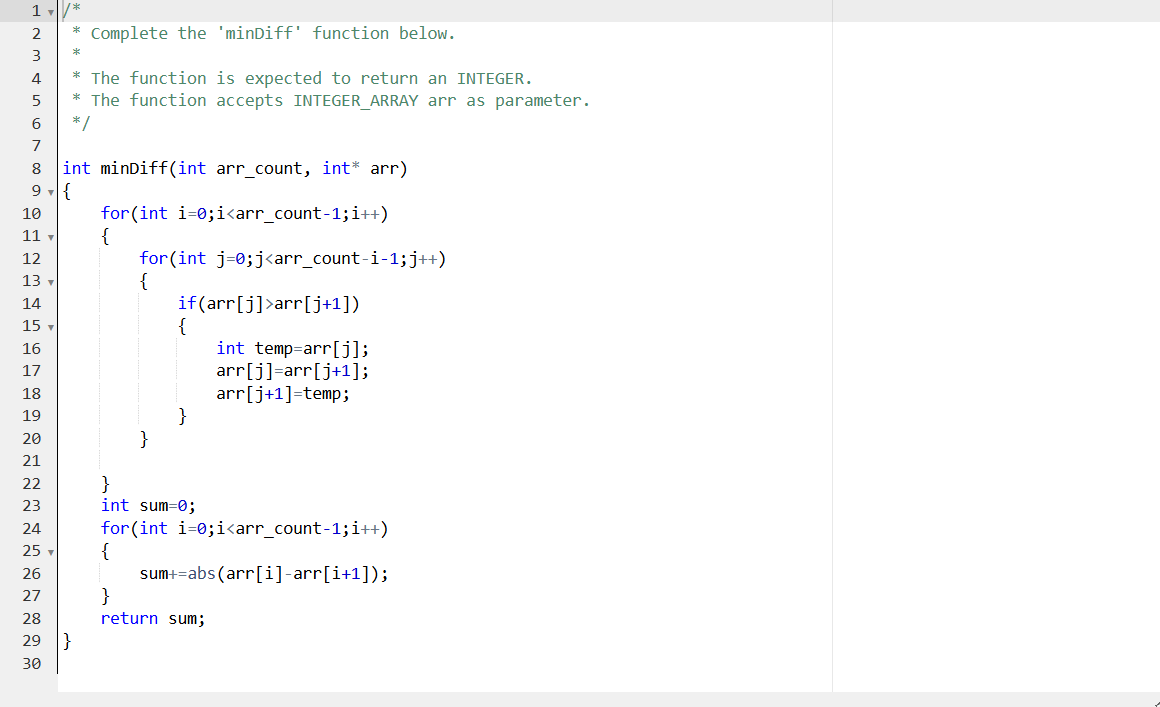 1 /*
2  * Complete the 'minDiff' function below.
3  *
4  * The function is expected to return an INTEGER.
5  * The function accepts INTEGER_ARRAY arr as parameter.
6  */
7
8 int minDiff(int arr_count, int* arr)
9 {
10     for(int i=0;i<arr_count-1;i++)
11     {
12         for(int j=0;j<arr_count-i-1;j++)
13         {
14             if(arr[j]>arr[j+1])
15             {
16                 int temp=arr[j];
17                 arr[j]=arr[j+1];
18                 arr[j+1]=temp;
19             }
20         }
21
22     }
23     int sum=0;
24     for(int i=0;i<arr_count-1;i++)
25     {
26         sum+=abs(arr[i]-arr[i+1]);
27     }
28     return sum;
29 }
30